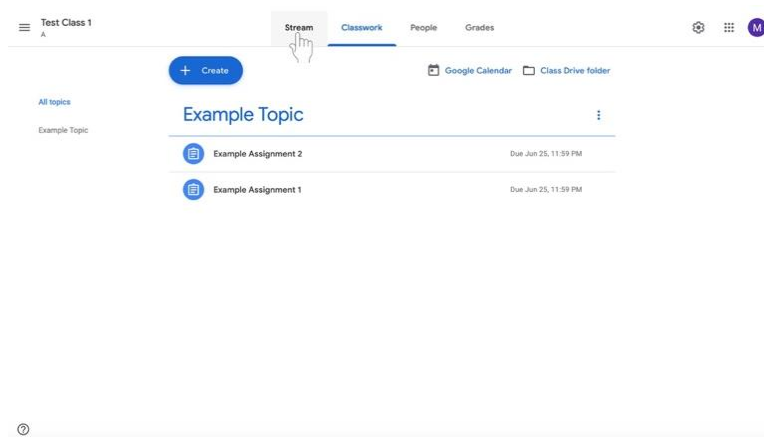 Test Class 1
A
Stream Classwork People Grades
M
Create
Google Calendar Class Drive folder
All topics
Example Topic
Example Topic
Example Assignment 2 Due Jun 25, 11:59 PM
Example Assignment 1 Due Jun 25, 11:59 PM